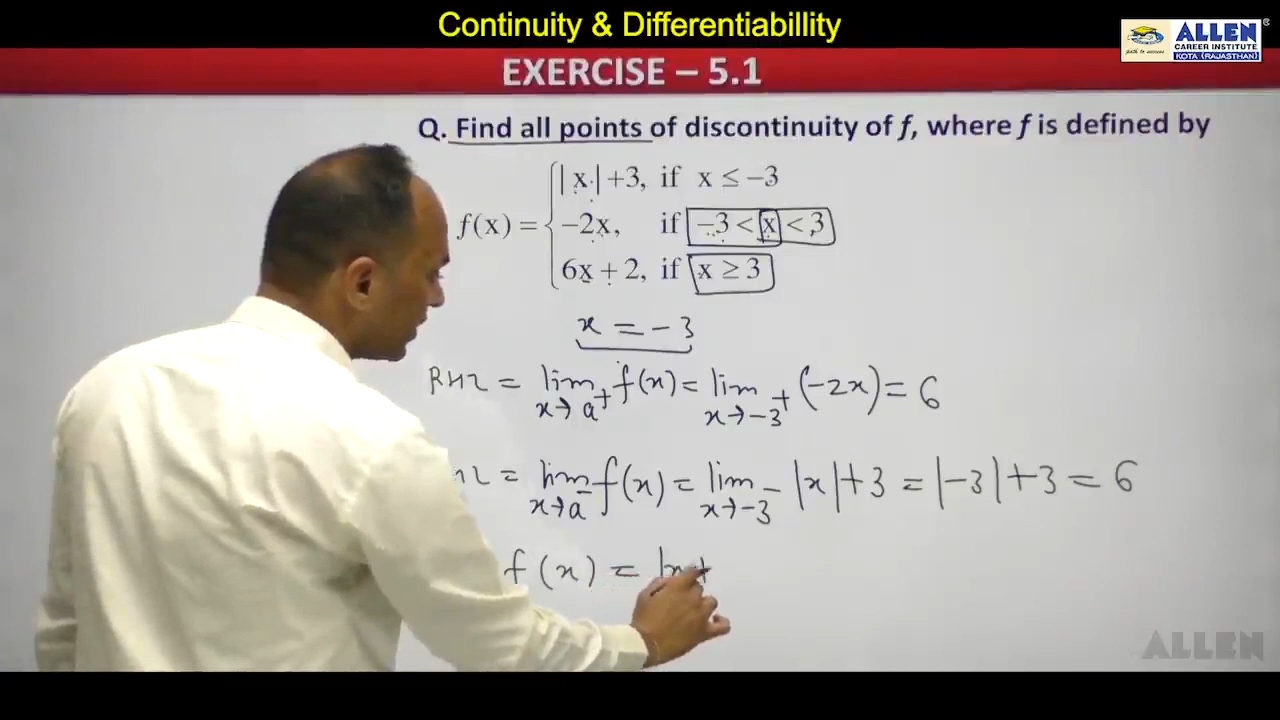 Continuity & Differentiabillity
ALLEN
CAREER INSTITUTE
KOTA (RAJASTHAN)
EXERCISE – 5.1
Q. Find all points of discontinuity of f, where f is defined by
|x|+3, if x ≤ −3
f(x) = −2x, if −3 < x < 3
6x + 2, if x ≥ 3
x = −3
RHL = lim x→a+ f(x) = lim x→−3+ (−2x) = 6
= lim x→a− f(x) = lim x→−3− |x|+3 = |−3|+3 = 6
f(x) =
ALLEN